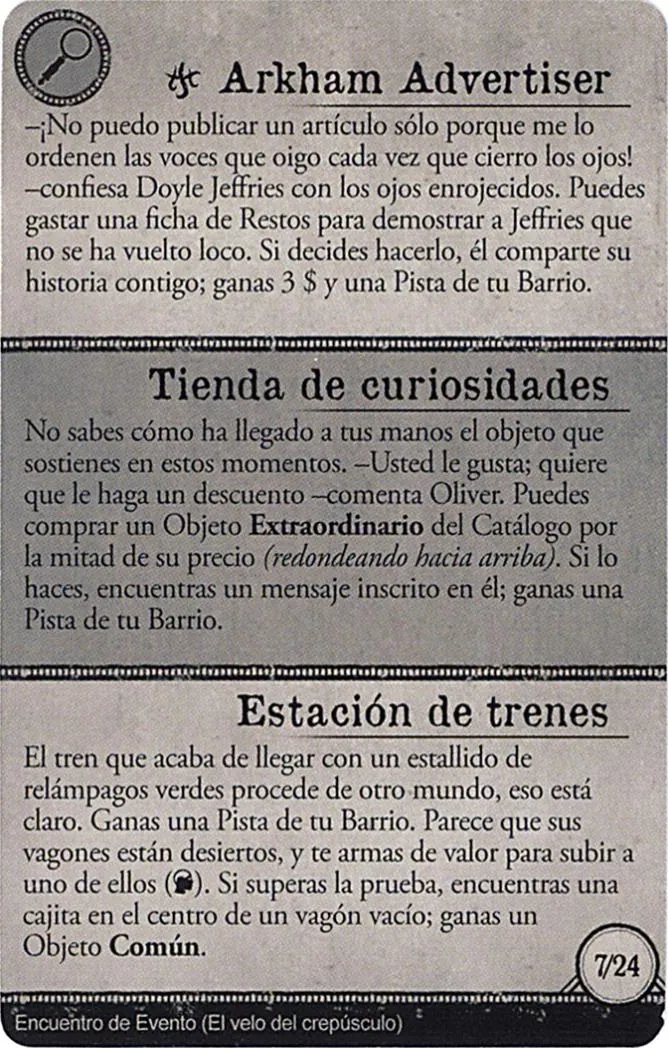 Arkham Advertiser
–¡No puedo publicar un artículo sólo porque me lo
ordenen las voces que oigo cada vez que cierro los ojos!
–confiesa Doyle Jeffries con los ojos enrojecidos. Puedes
gastar una ficha de Restos para demostrar a Jeffries que
no se ha vuelto loco. Si decides hacerlo, él comparte su
historia contigo; ganas 3 $ y una Pista de tu Barrio.
Tienda de curiosidades
No sabes cómo ha llegado a tus manos el objeto que
sostienes en estos momentos. –Usted le gusta; quiere
que le haga un descuento –comenta Oliver. Puedes
comprar un Objeto Extraordinario del Catálogo por
la mitad de su precio (redondeando hacia arriba). Si lo
haces, encuentras un mensaje inscrito en él; ganas una
Pista de tu Barrio.
Estación de trenes
El tren que acaba de llegar con un estallido de
relámpagos verdes procede de otro mundo, eso está
claro. Ganas una Pista de tu Barrio. Parece que sus
vagones están desiertos, y te armas de valor para subir a
uno de ellos (). Si superas la prueba, encuentras una
cajita en el centro de un vagón vacío; ganas un
Objeto Común.
7/24
Encuentro de Evento (El velo del crepúsculo)